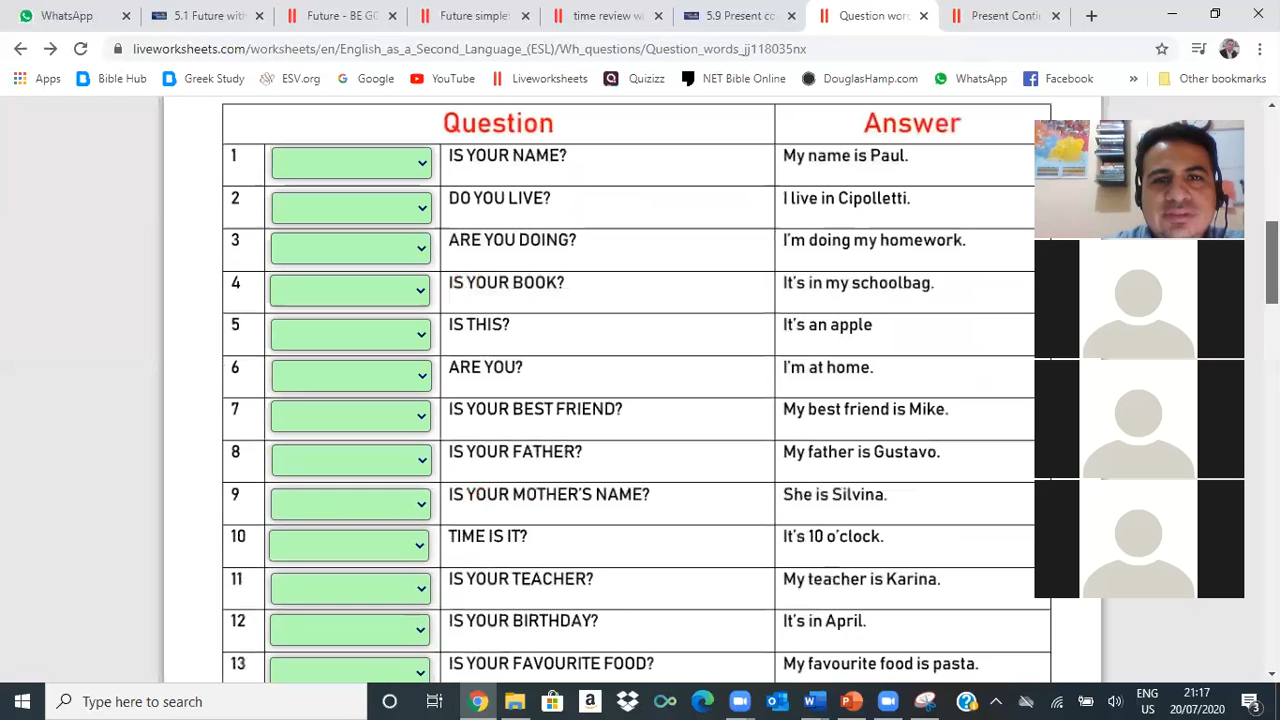 WhatsApp
5.1 Future with
Future - BE GO
Future simple
time review wi
5.9 Present co
Question wor
Present Conti
liveworksheets.com/worksheets/en/English_as_a_Second_Language_(ESL)/Wh_questions/Question_words_jj118035nx
Apps
Bible Hub
Greek Study
ESV.org
Google
YouTube
Liveworksheets
Quizizz
NET Bible Online
DouglasHamp.com
WhatsApp
Facebook
»
Other bookmarks
Question Answer
1 IS YOUR NAME? My name is Paul.
2 DO YOU LIVE? I live in Cipolletti.
3 ARE YOU DOING? I'm doing my homework.
4 IS YOUR BOOK? It's in my schoolbag.
5 IS THIS? It's an apple
6 ARE YOU? I'm at home.
7 IS YOUR BEST FRIEND? My best friend is Mike.
8 IS YOUR FATHER? My father is Gustavo.
9 IS YOUR MOTHER'S NAME? She is Silvina.
10 TIME IS IT? It's 10 o'clock.
11 IS YOUR TEACHER? My teacher is Karina.
12 IS YOUR BIRTHDAY? It's in April.
13 IS YOUR FAVOURITE FOOD? My favourite food is pasta.
Type here to search
ENG
US
21:17
20/07/2020
3